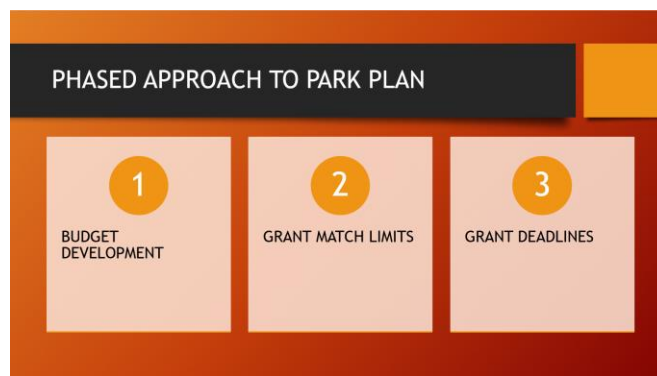 PHASED APPROACH TO PARK PLAN
1
BUDGET
DEVELOPMENT
2
GRANT MATCH LIMITS
3
GRANT DEADLINES